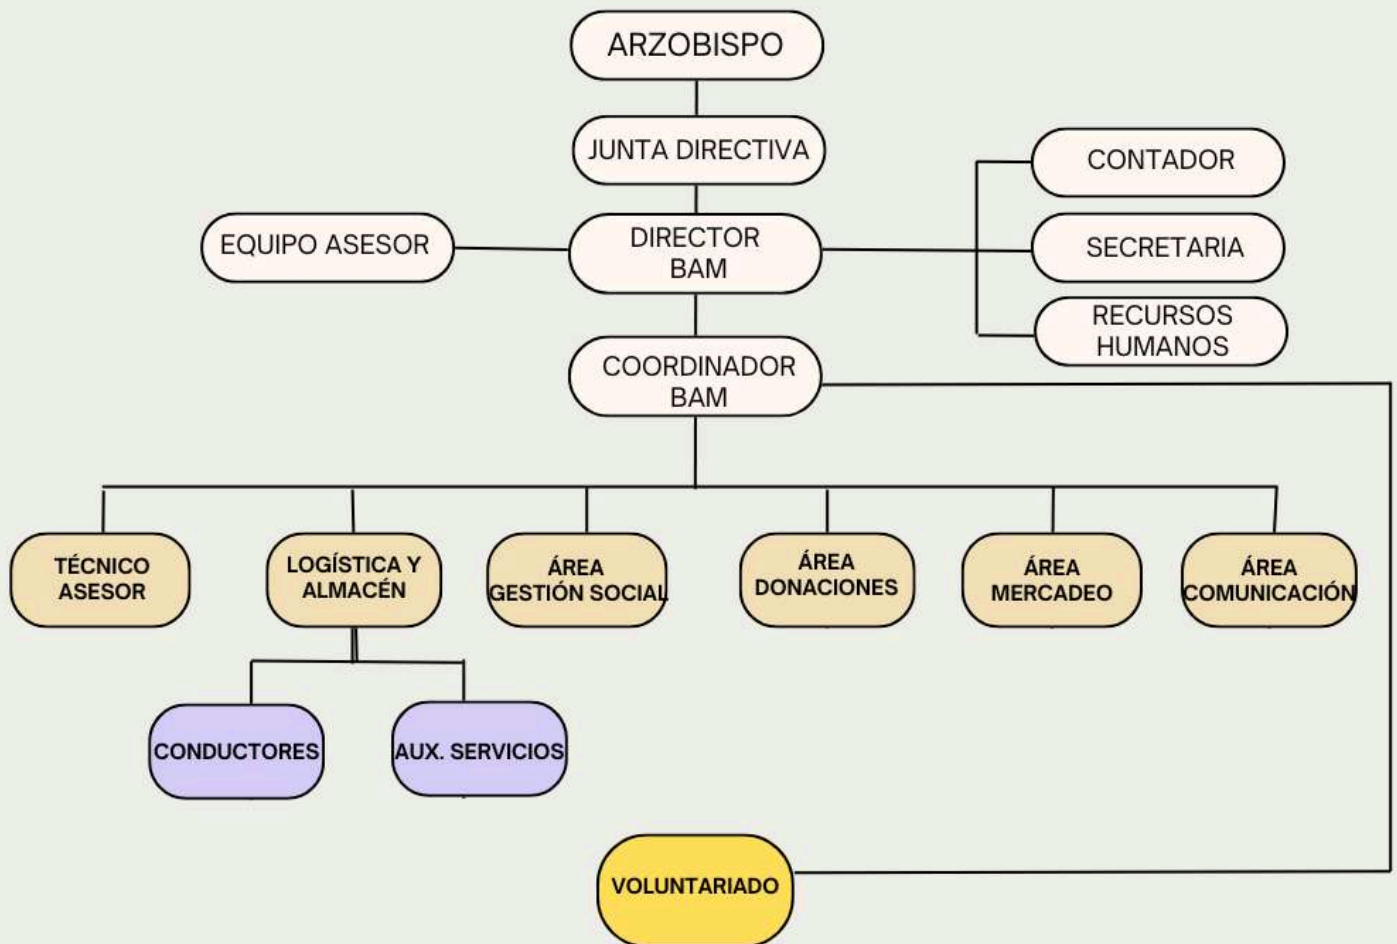 ARZOBISPO
JUNTA DIRECTIVA
CONTADOR
EQUIPO ASESOR
DIRECTOR
BAM
SECRETARIA
RECURSOS
HUMANOS
COORDINADOR
BAM
TÉCNICO
ASESOR
LOGÍSTICA Y
ALMACÉN
ÁREA
GESTIÓN SOCIAL
ÁREA
DONACIONES
ÁREA
MERCADEO
ÁREA
COMUNICACIÓN
CONDUCTORES
AUX. SERVICIOS
VOLUNTARIADO